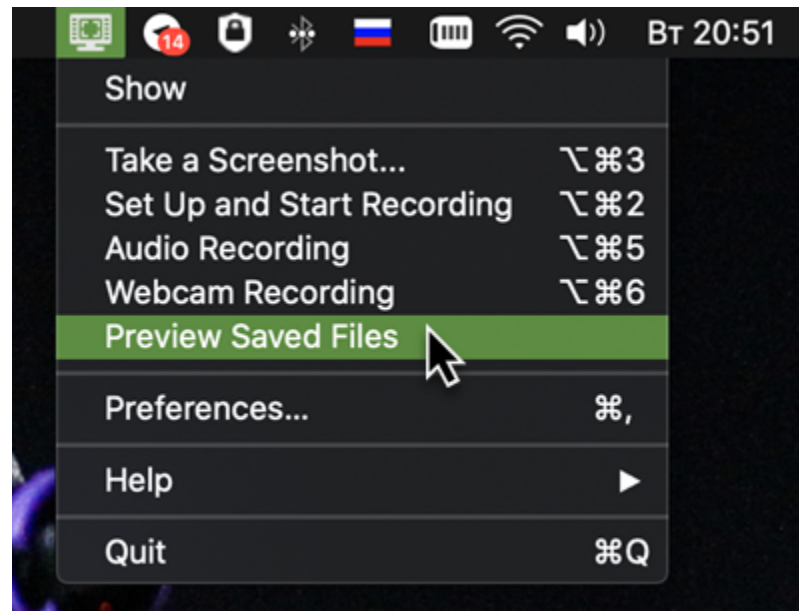 14 Вт 20:51
Show
Take a Screenshot... ⌥⌘3
Set Up and Start Recording ⌥⌘2
Audio Recording ⌥⌘5
Webcam Recording ⌥⌘6
Preview Saved Files
Preferences... ⌘,
Help ▶
Quit ⌘Q